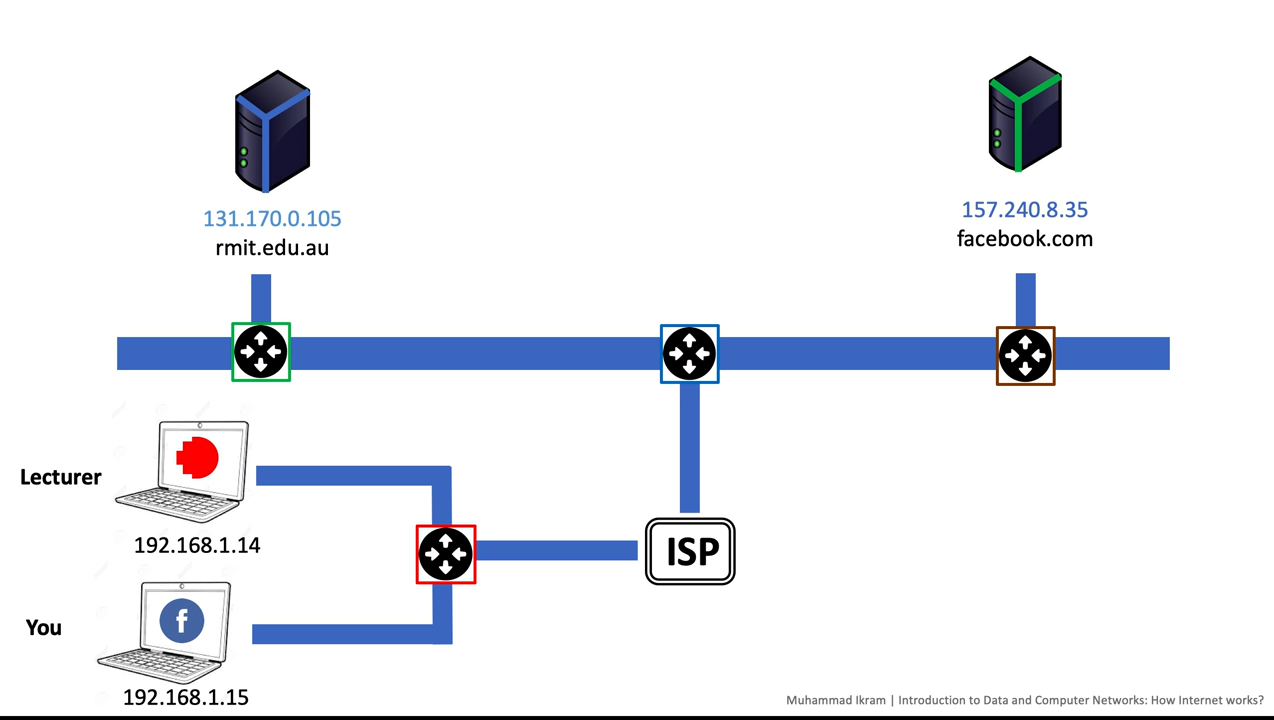 131.170.0.105
rmit.edu.au
157.240.8.35
facebook.com
Lecturer
192.168.1.14
ISP
You
f
192.168.1.15
Muhammad Ikram | Introduction to Data and Computer Networks: How Internet works?